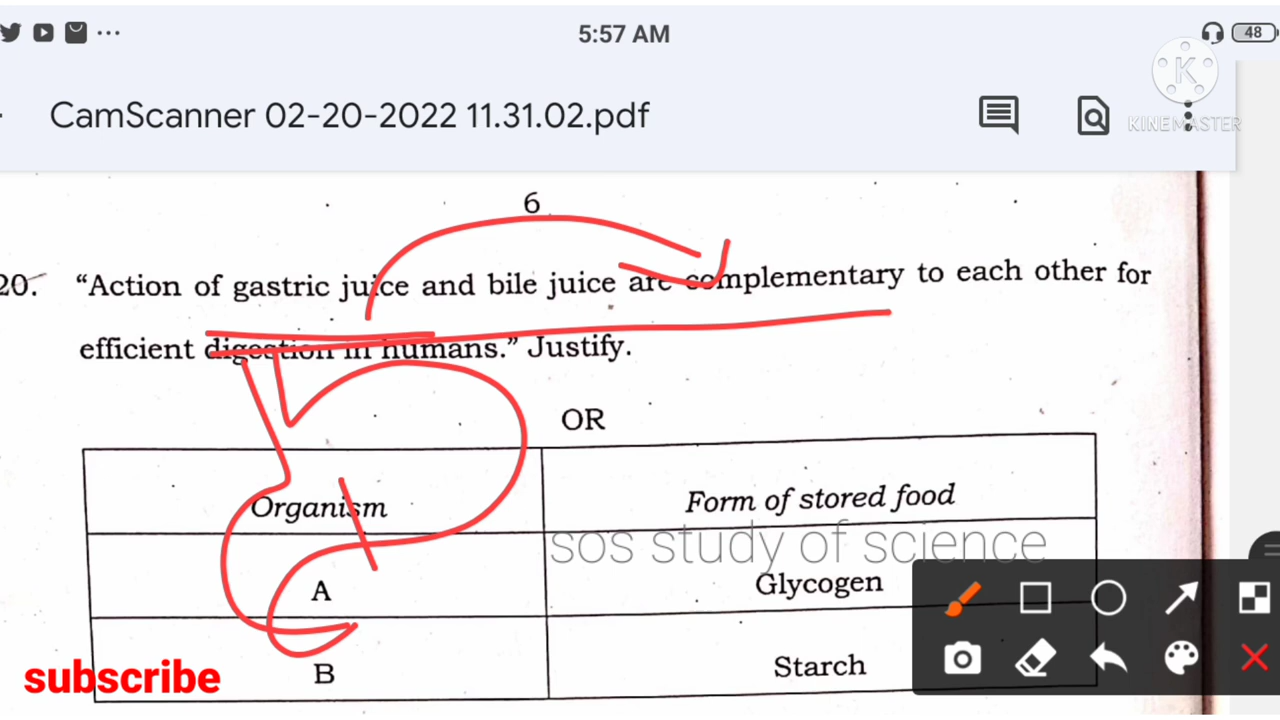 5:57 AM
48
CamScanner 02-20-2022 11.31.02.pdf
K
KINEMASTER
6
20. “Action of gastric juice and bile juice are complementary to each other for
efficient digestion in humans.” Justify.
OR
Organism Form of stored food
sos study of science
A Glycogen
B Starch
subscribe